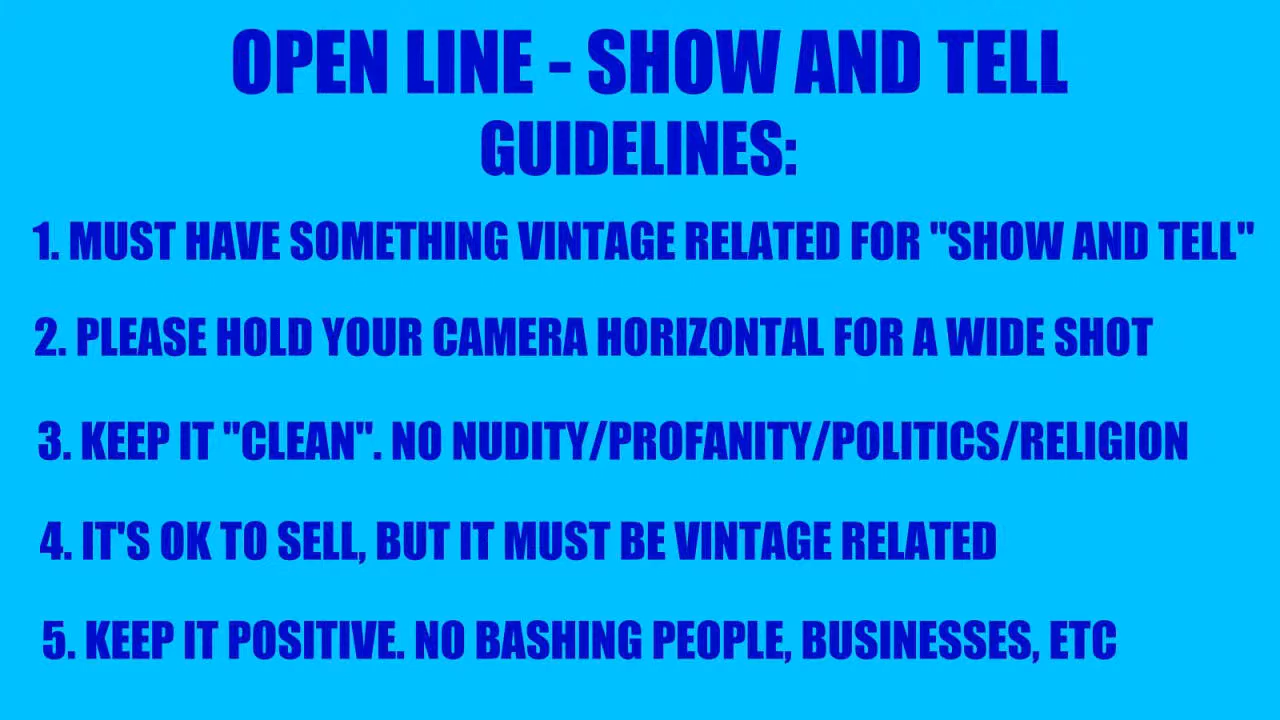 OPEN LINE - SHOW AND TELL
GUIDELINES:
1. MUST HAVE SOMETHING VINTAGE RELATED FOR "SHOW AND TELL"
2. PLEASE HOLD YOUR CAMERA HORIZONTAL FOR A WIDE SHOT
3. KEEP IT "CLEAN". NO NUDITY/PROFANITY/POLITICS/RELIGION
4. IT'S OK TO SELL, BUT IT MUST BE VINTAGE RELATED
5. KEEP IT POSITIVE. NO BASHING PEOPLE, BUSINESSES, ETC